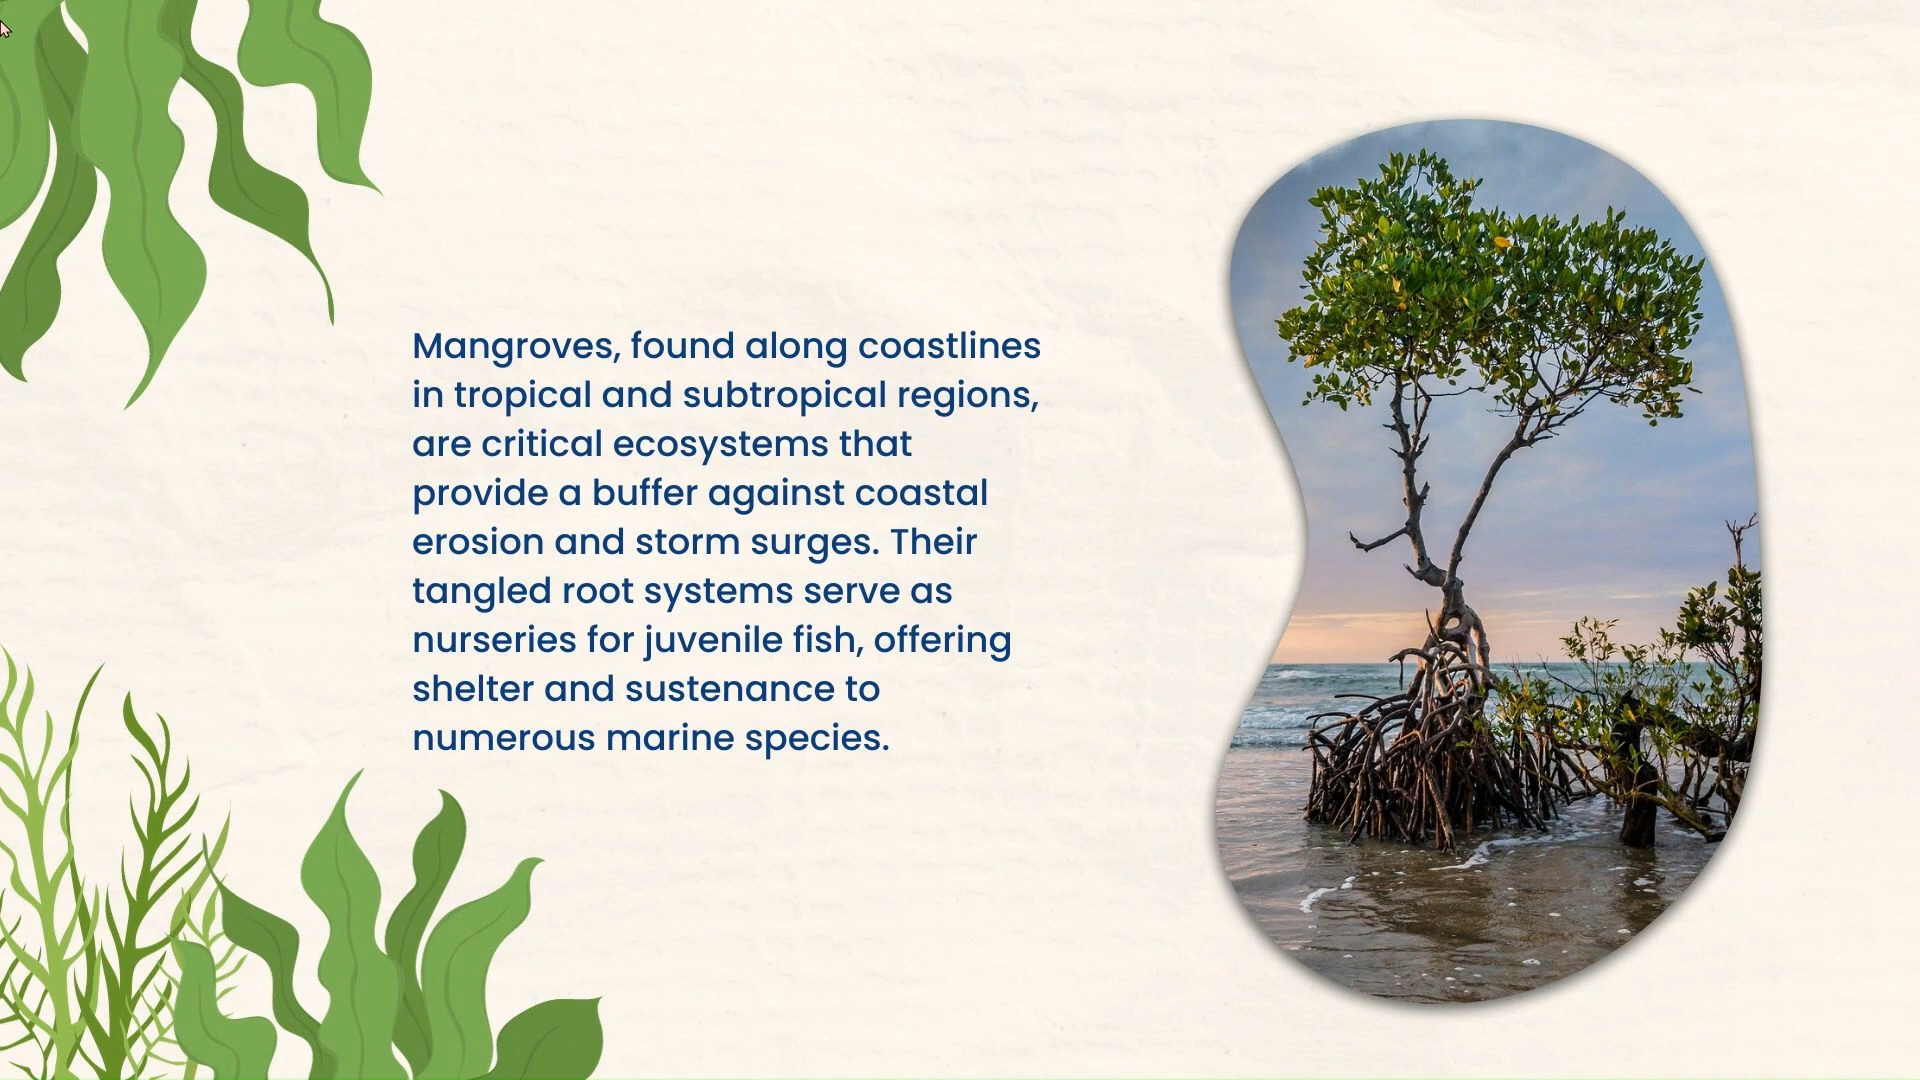 Mangroves, found along coastlines
in tropical and subtropical regions,
are critical ecosystems that
provide a buffer against coastal
erosion and storm surges. Their
tangled root systems serve as
nurseries for juvenile fish, offering
shelter and sustenance to
numerous marine species.